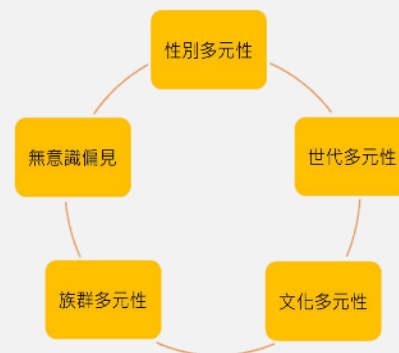 性別多元性
世代多元性
文化多元性
族群多元性
無意識偏見